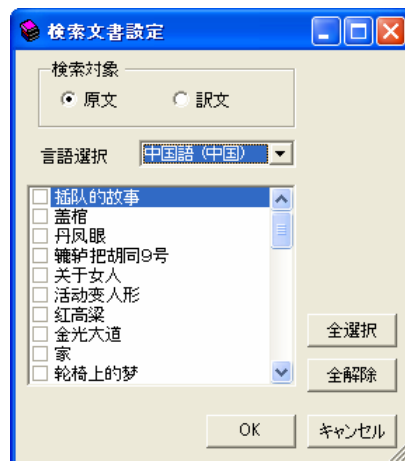 検索文書設定
検索対象
原文 訳文
言語選択 中国語 (中国)
插队的故事
盖棺
丹凤眼
辘轳把胡同9号
关于女人
活动变人形
红高粱
金光大道
家
轮椅上的梦
全選択
全解除
OK キャンセル